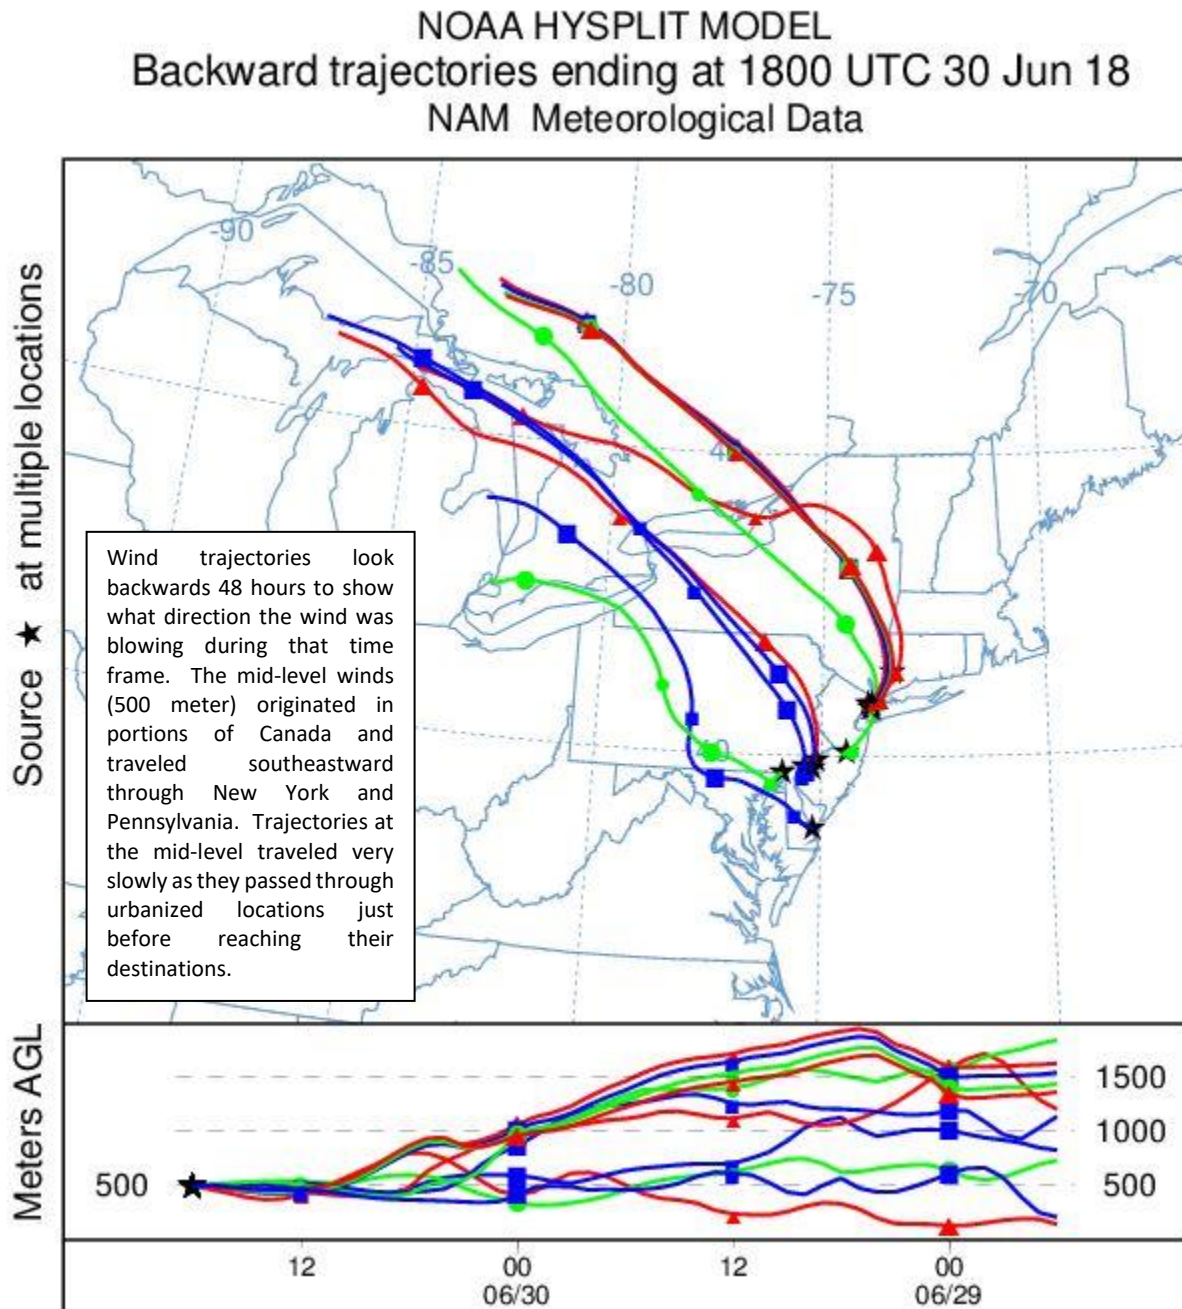 NOAA HYSPLIT MODEL
Backward trajectories ending at 1800 UTC 30 Jun 18
NAM Meteorological Data
Source ★ at multiple locations
-90
-85
-80
-75
-70
40
Wind trajectories look
backwards 48 hours to show
what direction the wind was
blowing during that time
frame. The mid-level winds
(500 meter) originated in
portions of Canada and
traveled southeastward
through New York and
Pennsylvania. Trajectories at
the mid-level traveled very
slowly as they passed through
urbanized locations just
before reaching their
destinations.
Meters AGL
500
1500
1000
500
12
00
12
00
06/30
06/29